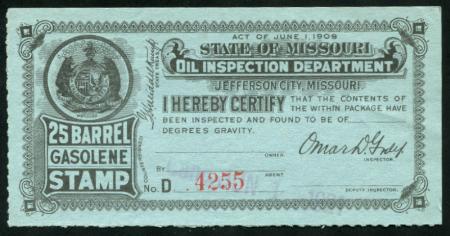 ACT OF JUNE 1, 1909
STATE OF MISSOURI
OIL INSPECTION DEPARTMENT
JEFFERSON CITY, MISSOURI.
I HEREBY CERTIFY THAT THE CONTENTS OF
THE WITHIN PACKAGE HAVE
BEEN INSPECTED AND FOUND TO BE OF
DEGREES GRAVITY.
OWNER. Omar D. Gray
INSPECTOR.
BY AGENT
No. D 4255
DEPUTY INSPECTOR.
25 BARREL
GASOLENE
STAMP